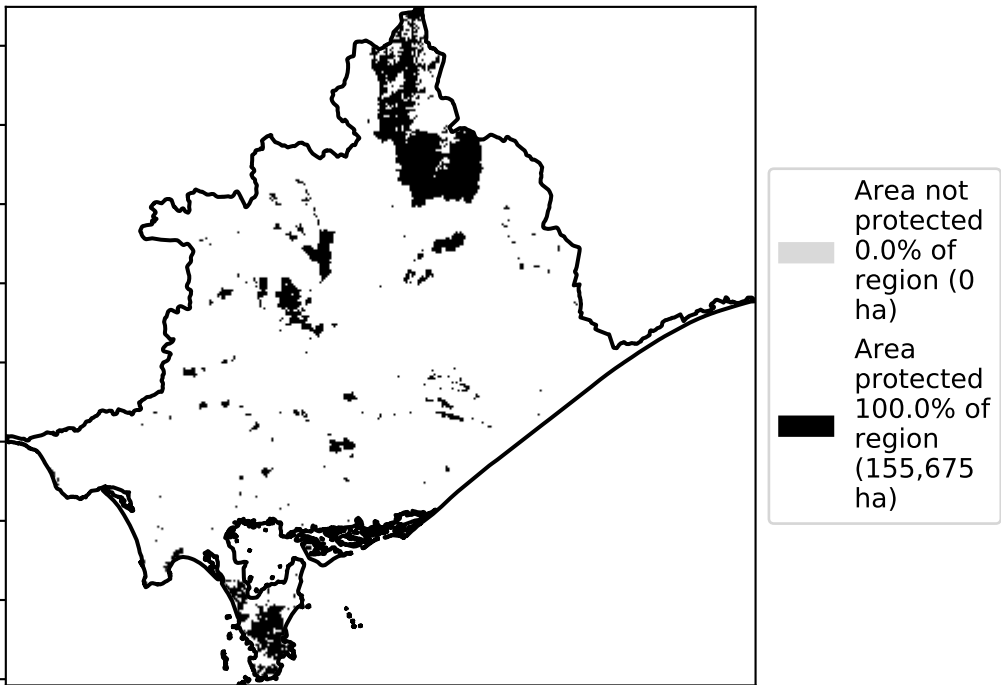 Area not
protected
0.0% of
region (0
ha)
Area
protected
100.0% of
region
(155,675
ha)